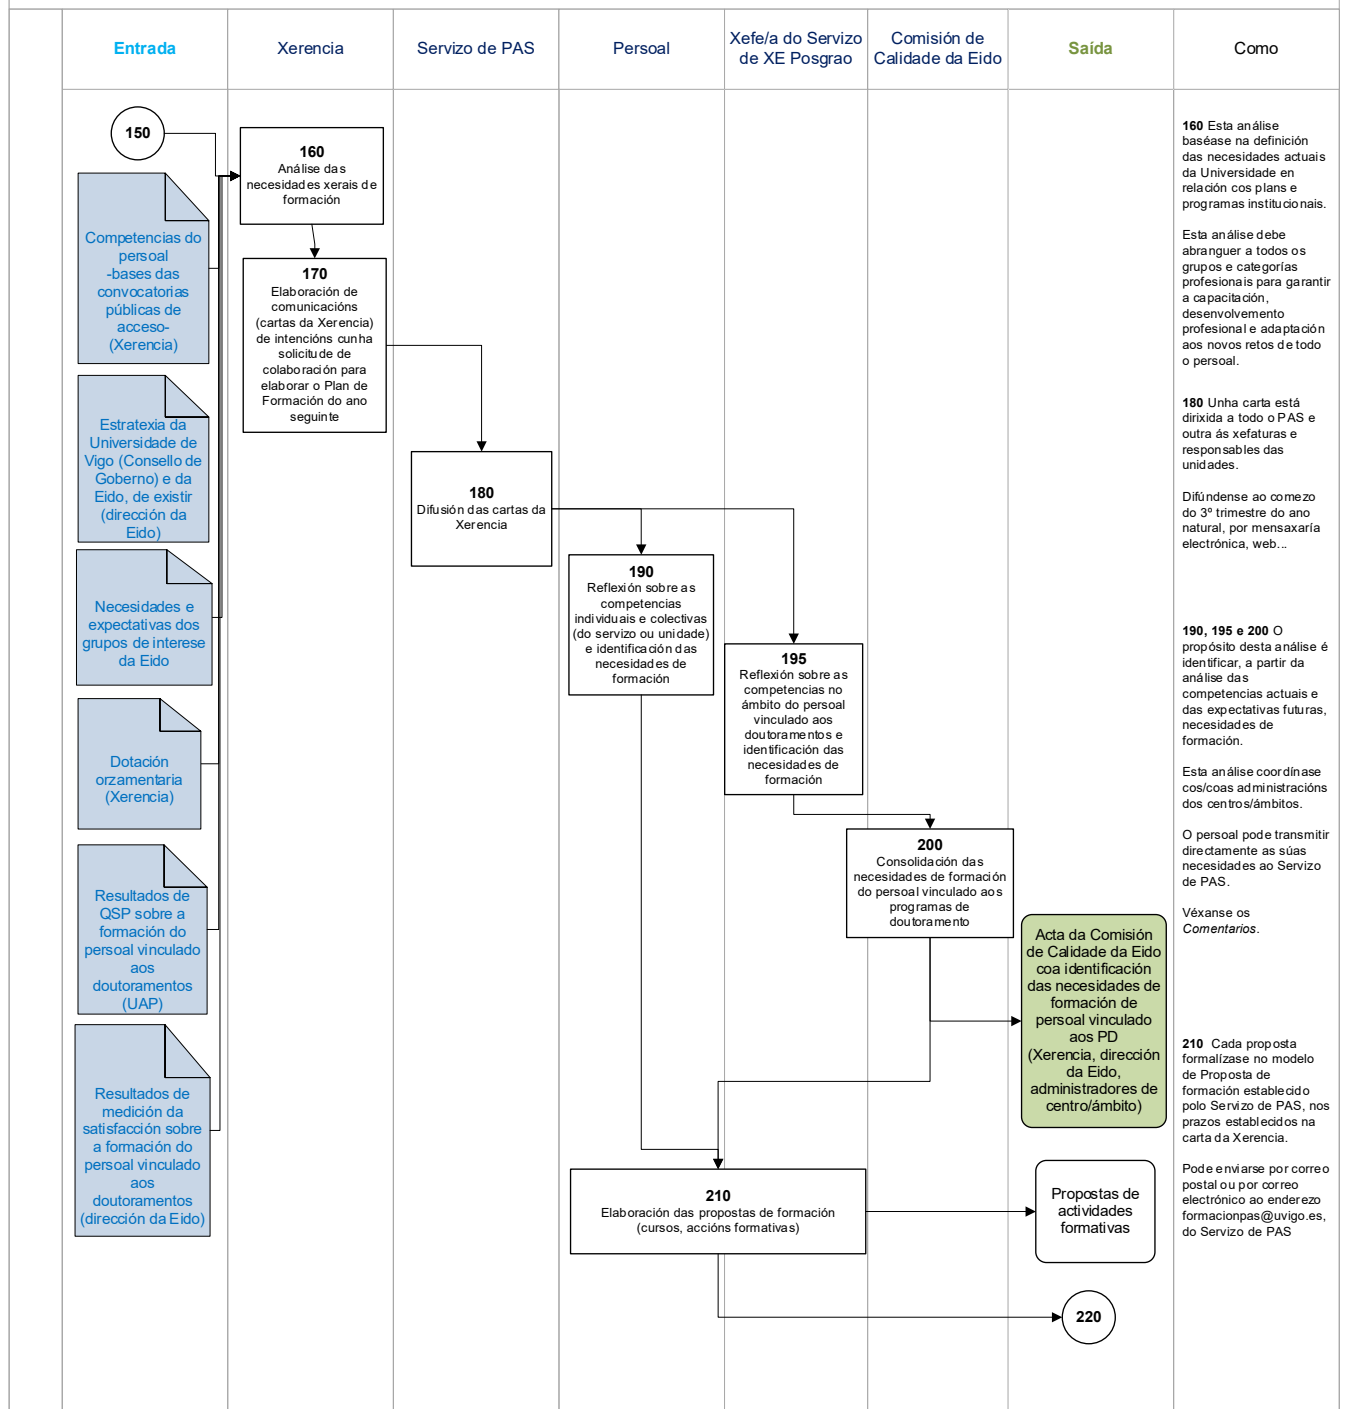 Entrada
Xerencia
Servizo de PAS
Persoal
Xefe/a do Servizo
de XE Posgrao
Comisión de
Calidade da Eido
Saída
Como
150
Competencias do
persoal
-bases das
convocatorias
públicas de
acceso-
(Xerencia)
Estratexia da
Universidade de
Vigo (Consello de
Goberno) e da
Eido, de existir
(dirección da
Eido)
Necesidades e
expectativas dos
grupos de interese
da Eido
Dotación
orzamentaria
(Xerencia)
Resultados de
QSP sobre a
formación do
persoal vinculado
aos
doutoramentos
(UAP)
Resultados de
medición da
satisfacción sobre
a formación do
persoal vinculado
aos
doutoramentos
(dirección da Eido)
160
Análise das
necesidades xerais de
formación
170
Elaboración de
comunicacións
(cartas da Xerencia)
de intencións cunha
solicitude de
colaboración para
elaborar o Plan de
Formación do ano
seguinte
180
Difusión das cartas da
Xerencia
190
Reflexión sobre as
competencias
individuais e colectivas
(do servizo ou unidade)
e identificación das
necesidades de
formación
195
Reflexión sobre as
competencias no
ámbito do persoal
vinculado aos
doutoramentos e
identificación das
necesidades de
formación
200
Consolidación das
necesidades de formación
do persoal vinculado aos
programas de
doutoramento
210
Elaboración das propostas de formación
(cursos, accións formativas)
Acta da Comisión
de Calidade da Eido
coa identificación
das necesidades de
formación de
persoal vinculado
aos PD
(Xerencia, dirección
da Eido,
administradores de
centro/ámbito)
Propostas de
actividades
formativas
220
160 Esta análise
baséase na definición
das necesidades actuais
da Universidade en
relación cos plans e
programas institucionais.
Esta análise debe
abranguer a todos os
grupos e categorías
profesionais para garantir
a capacitación,
desenvolvemento
profesional e adaptación
aos novos retos de todo
o persoal.
180 Unha carta está
dirixida a todo o PAS e
outra ás xefaturas e
responsables das
unidades.
Difúndense ao comezo
do 3º trimestre do ano
natural, por mensaxaría
electrónica, web...
190, 195 e 200 O
propósito desta análise é
identificar, a partir da
análise das
competencias actuais e
das expectativas futuras,
necesidades de
formación.
Esta análise coordínase
cos/coas administracións
dos centros/ámbitos.
O persoal pode transmitir
directamente as súas
necesidades ao Servizo
de PAS.
Véxanse os
Comentarios.
210 Cada proposta
formalízase no modelo
de Proposta de
formación establecido
polo Servizo de PAS, nos
prazos establecidos na
carta da Xerencia.
Pode enviarse por correo
postal ou por correo
electrónico ao enderezo
formacionpas@uvigo.es,
do Servizo de PAS